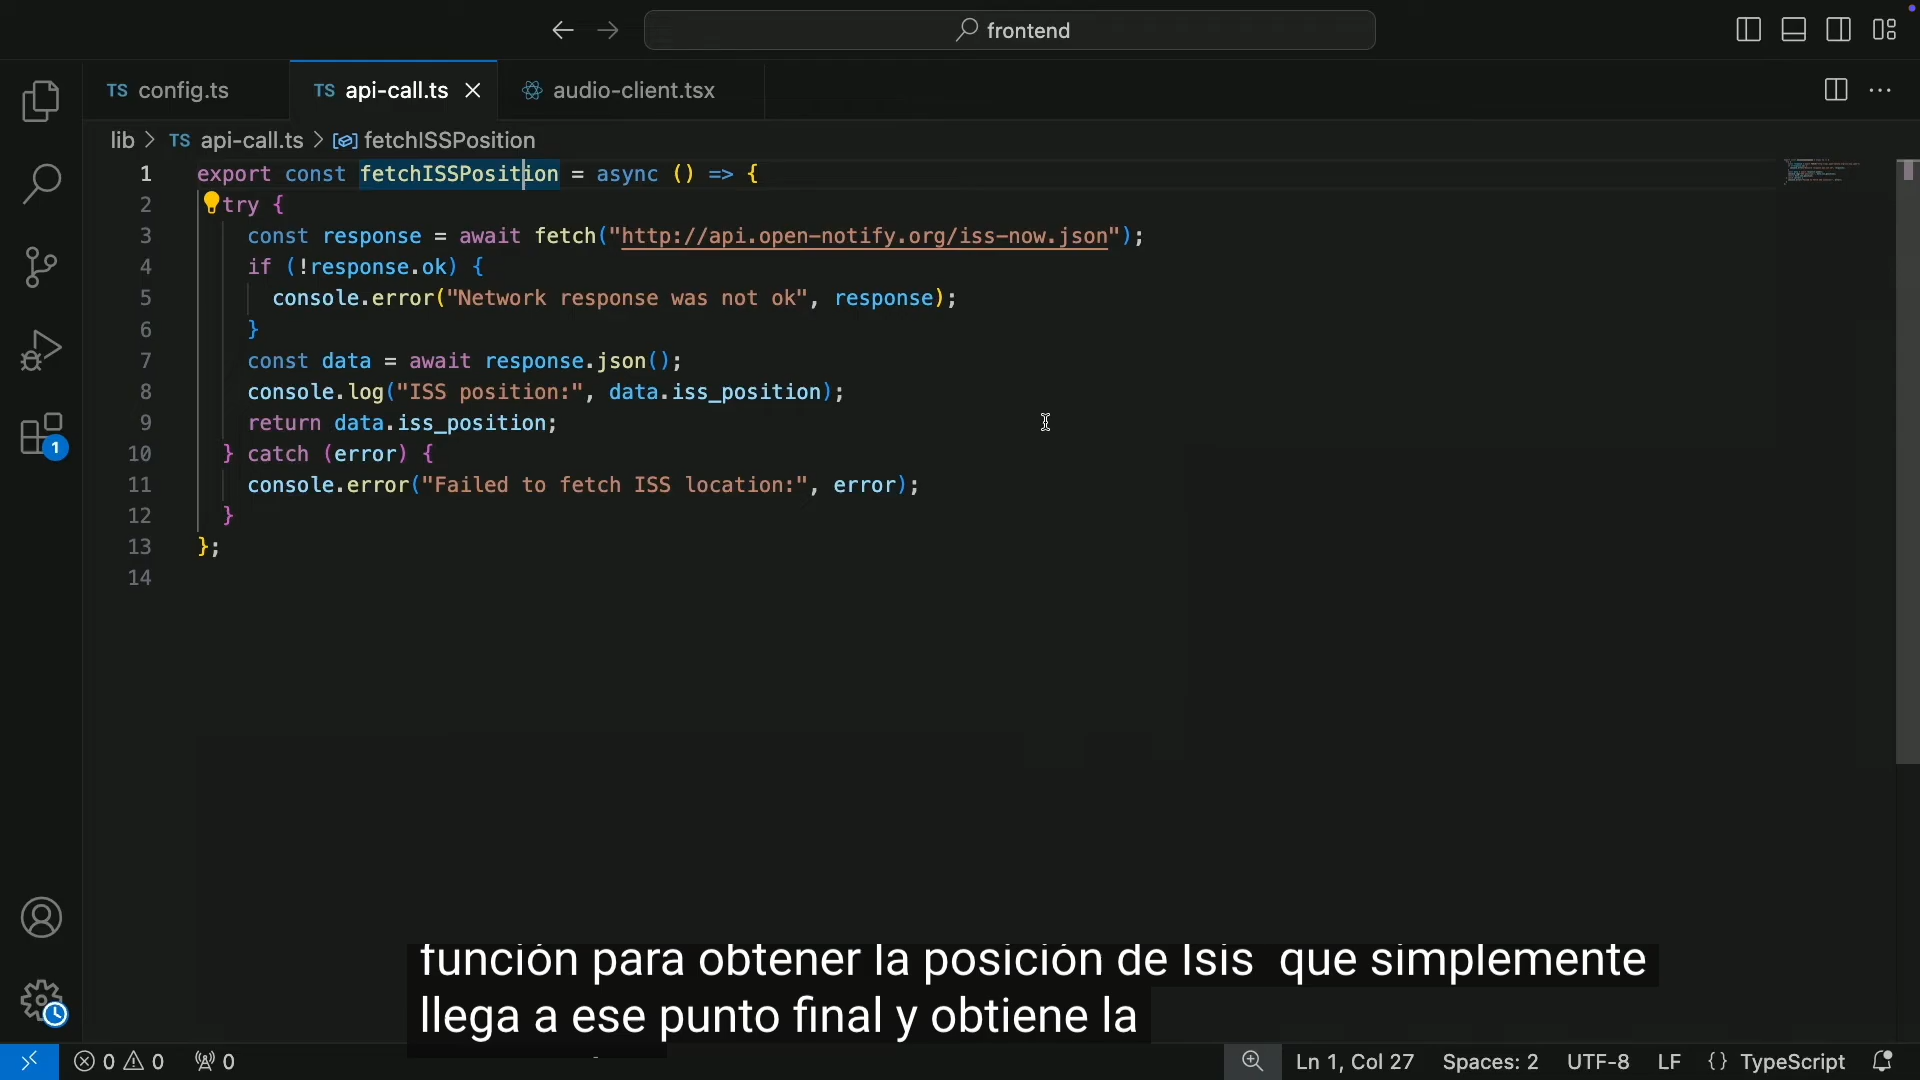 frontend
TS config.ts
TS api-call.ts
audio-client.tsx
lib > TS api-call.ts > fetchISSPosition
1 export const fetchISSPosition = async () => {
2 try {
3 const response = await fetch("http://api.open-notify.org/iss-now.json");
4 if (!response.ok) {
5 console.error("Network response was not ok", response);
6 }
7 const data = await response.json();
8 console.log("ISS position:", data.iss_position);
9 return data.iss_position;
10 } catch (error) {
11 console.error("Failed to fetch ISS location:", error);
12 }
13 };
14
1
función para obtener la posición de Isis que simplemente
llega a ese punto final y obtiene la
0 0 0 Ln 1, Col 27 Spaces: 2 UTF-8 LF {} TypeScript